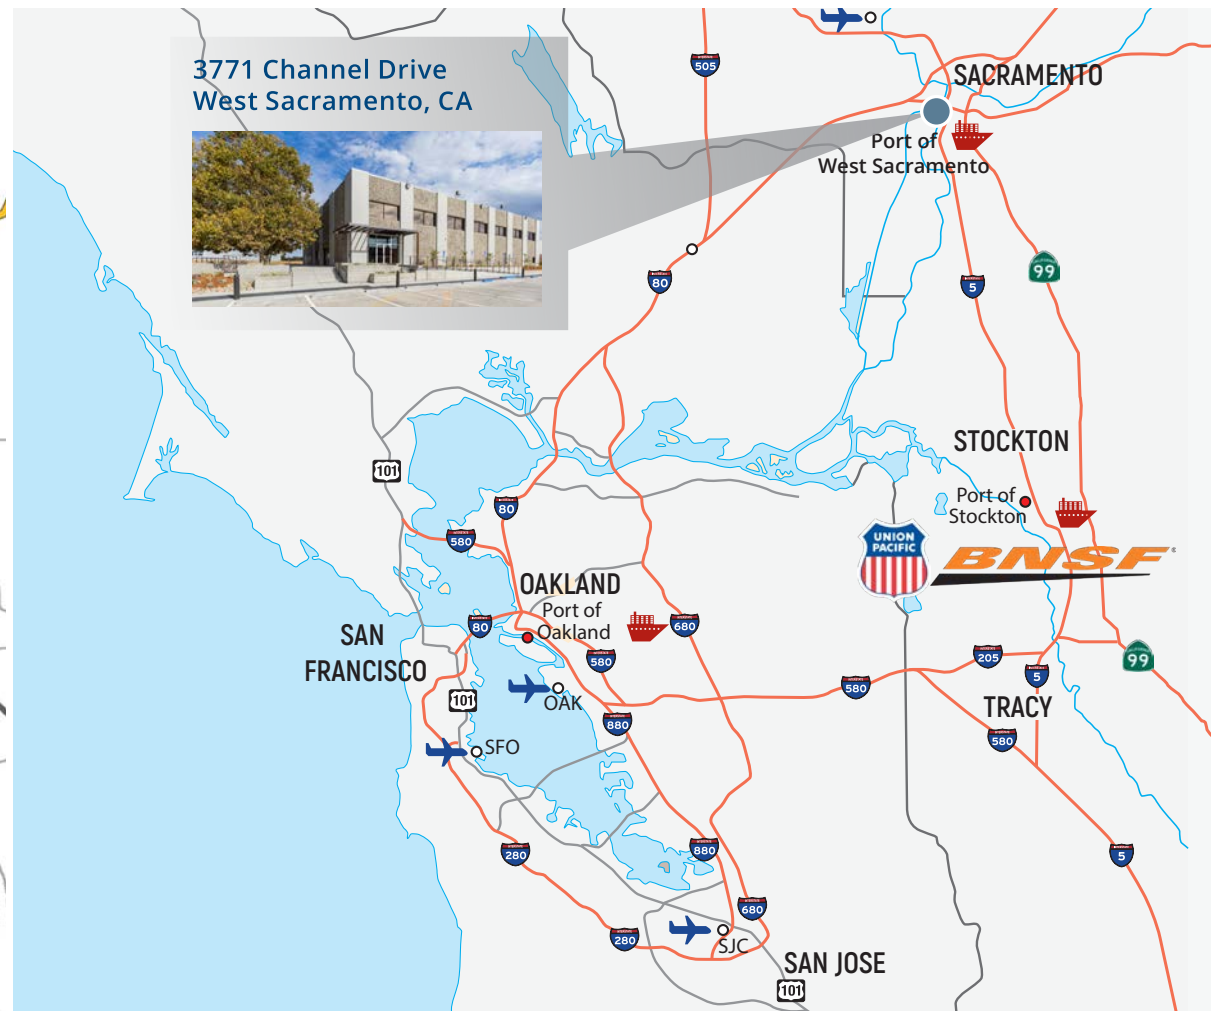 3771 Channel Drive
West Sacramento, CA
505
SACRAMENTO
Port of
West Sacramento
80
5
CALIFORNIA
99
101
STOCKTON
Port of
Stockton
80
580
UNION
PACIFIC
BNSF
OAKLAND
Port of
Oakland
80
680
SAN
FRANCISCO
580
205
99
5
580
101
OAK
TRACY
880
580
SFO
280
880
5
680
280
SJC
SAN JOSE
101